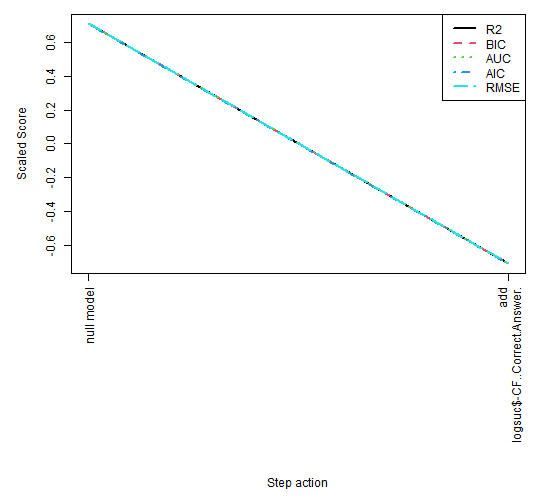 R2
BIC
AUC
AIC
RMSE
Scaled Score
0.6
0.4
0.2
0.0
-0.2
-0.4
-0.6
null model
add
logsuc$-CF..Correct.Answer.
Step action